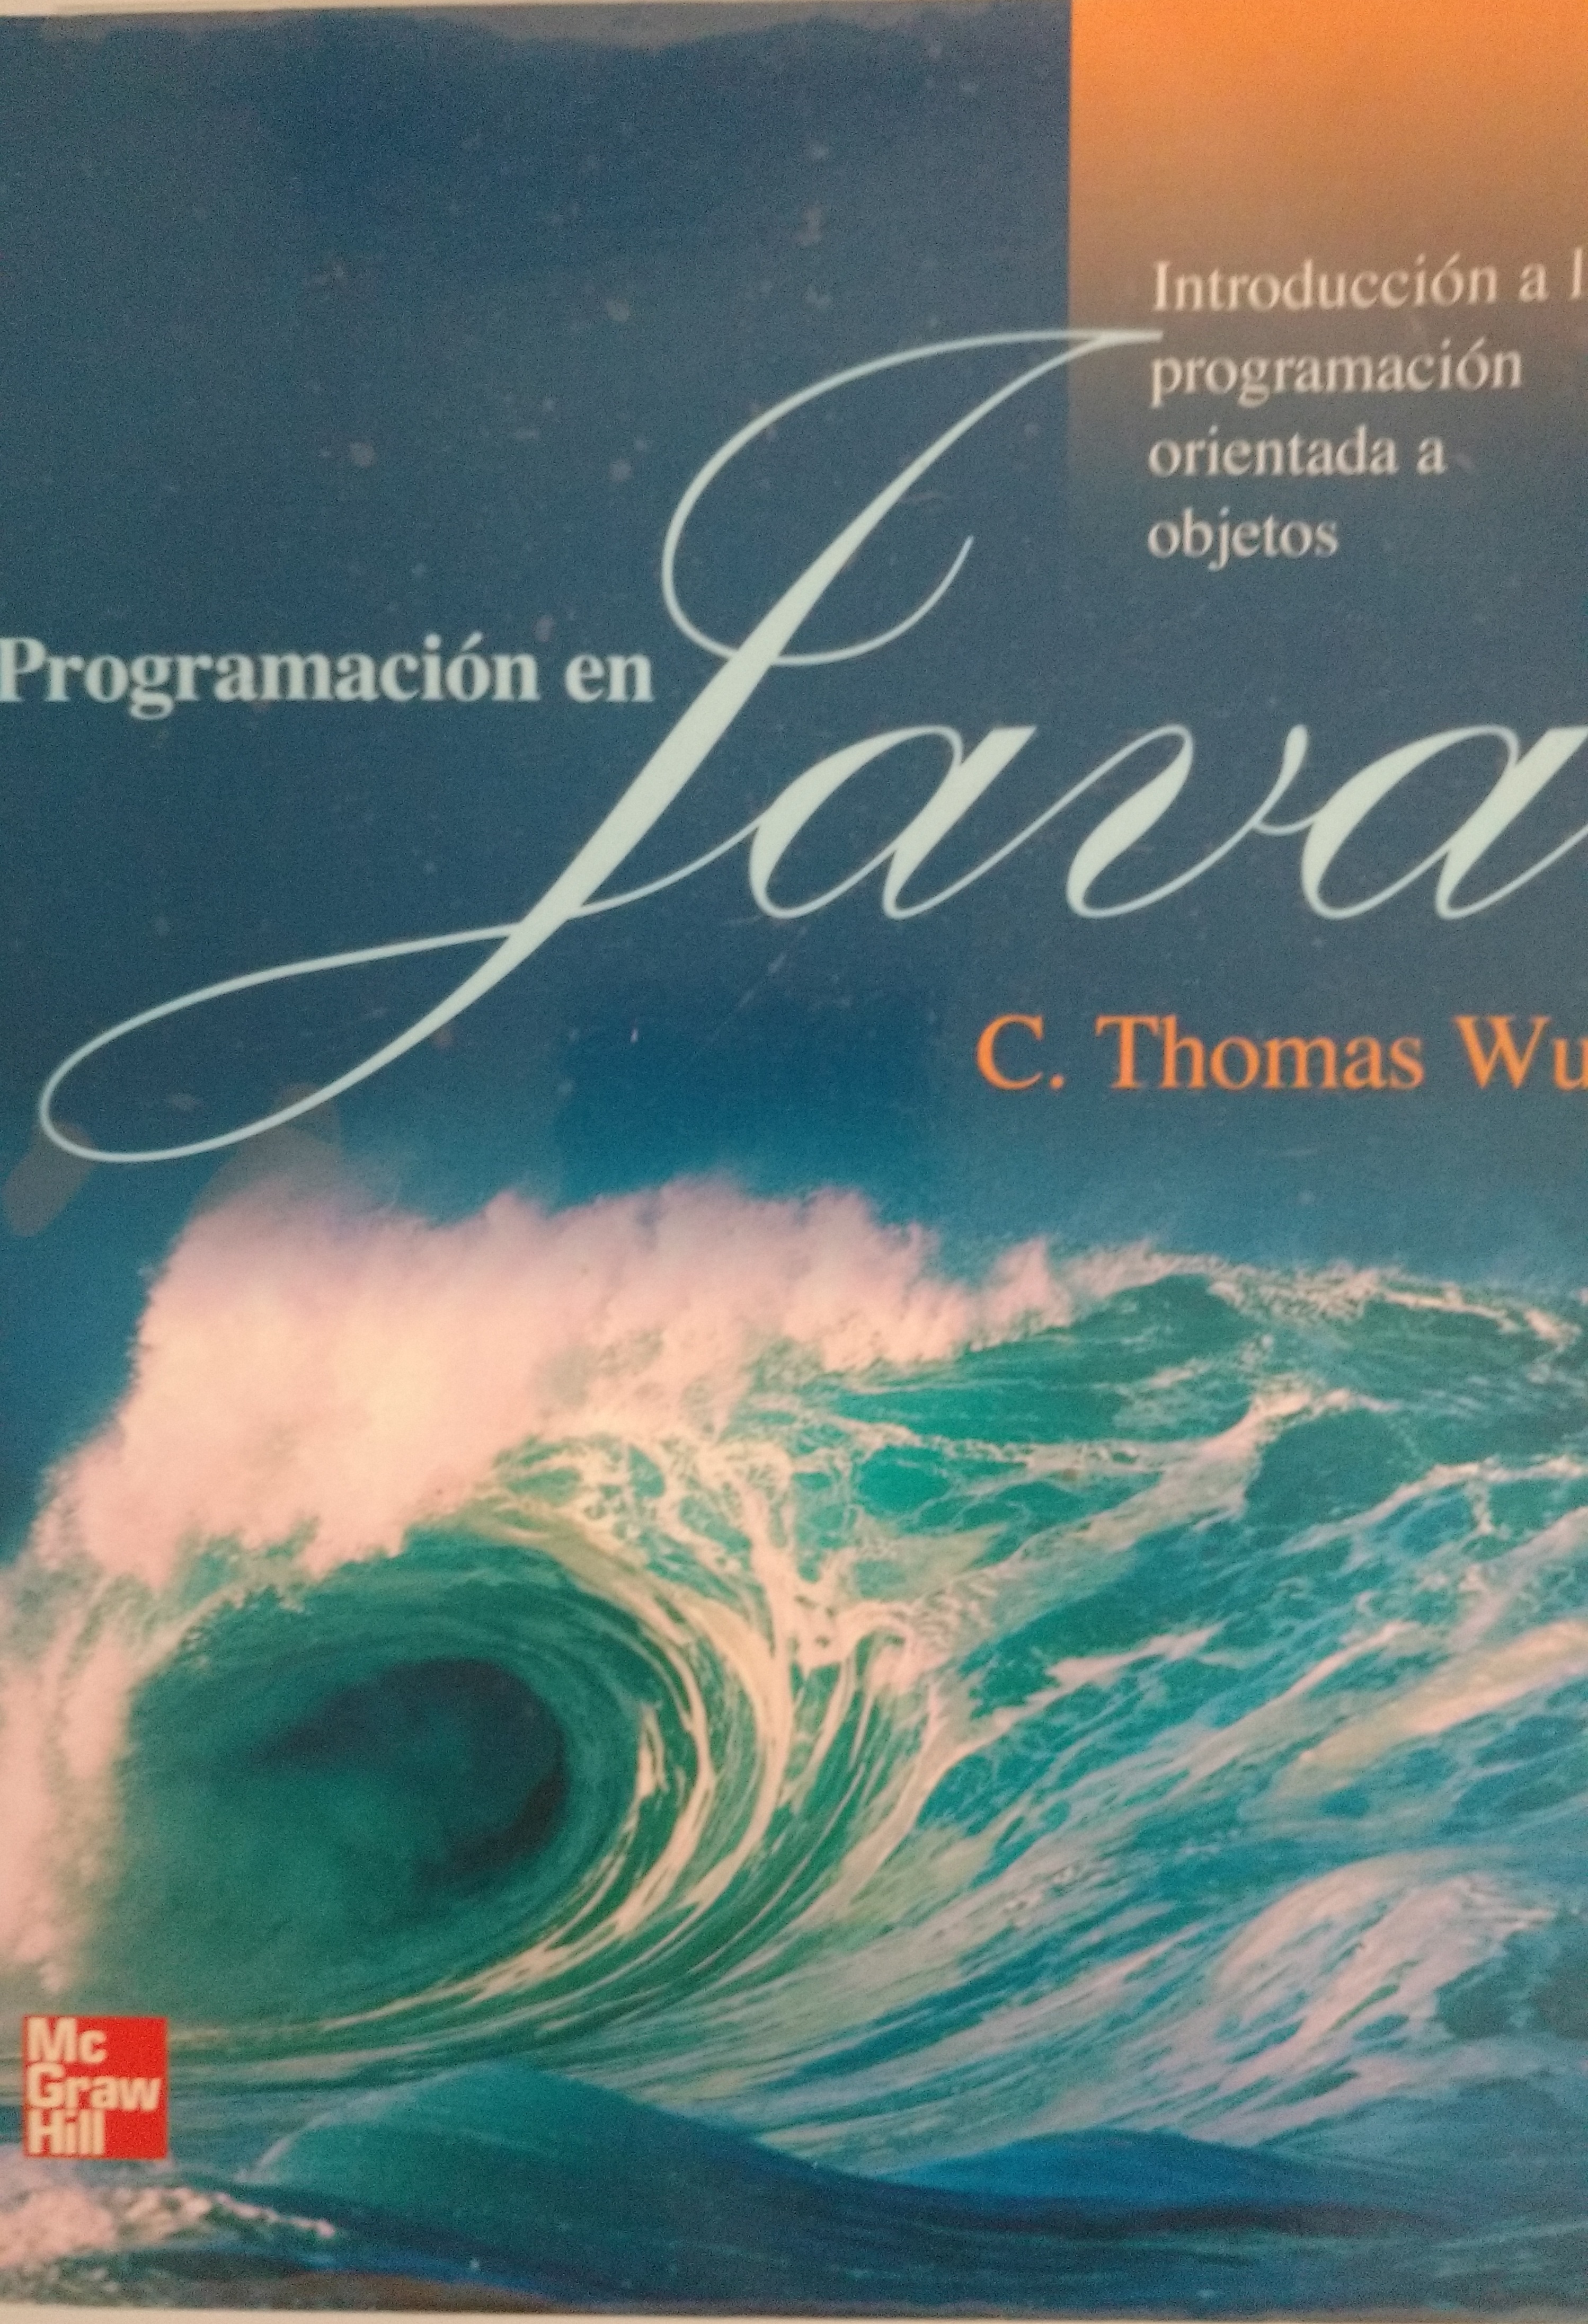 Introducción a l
programación
orientada a
objetos
Programación en
Java
C. Thomas Wu
Mc
Graw
Hill